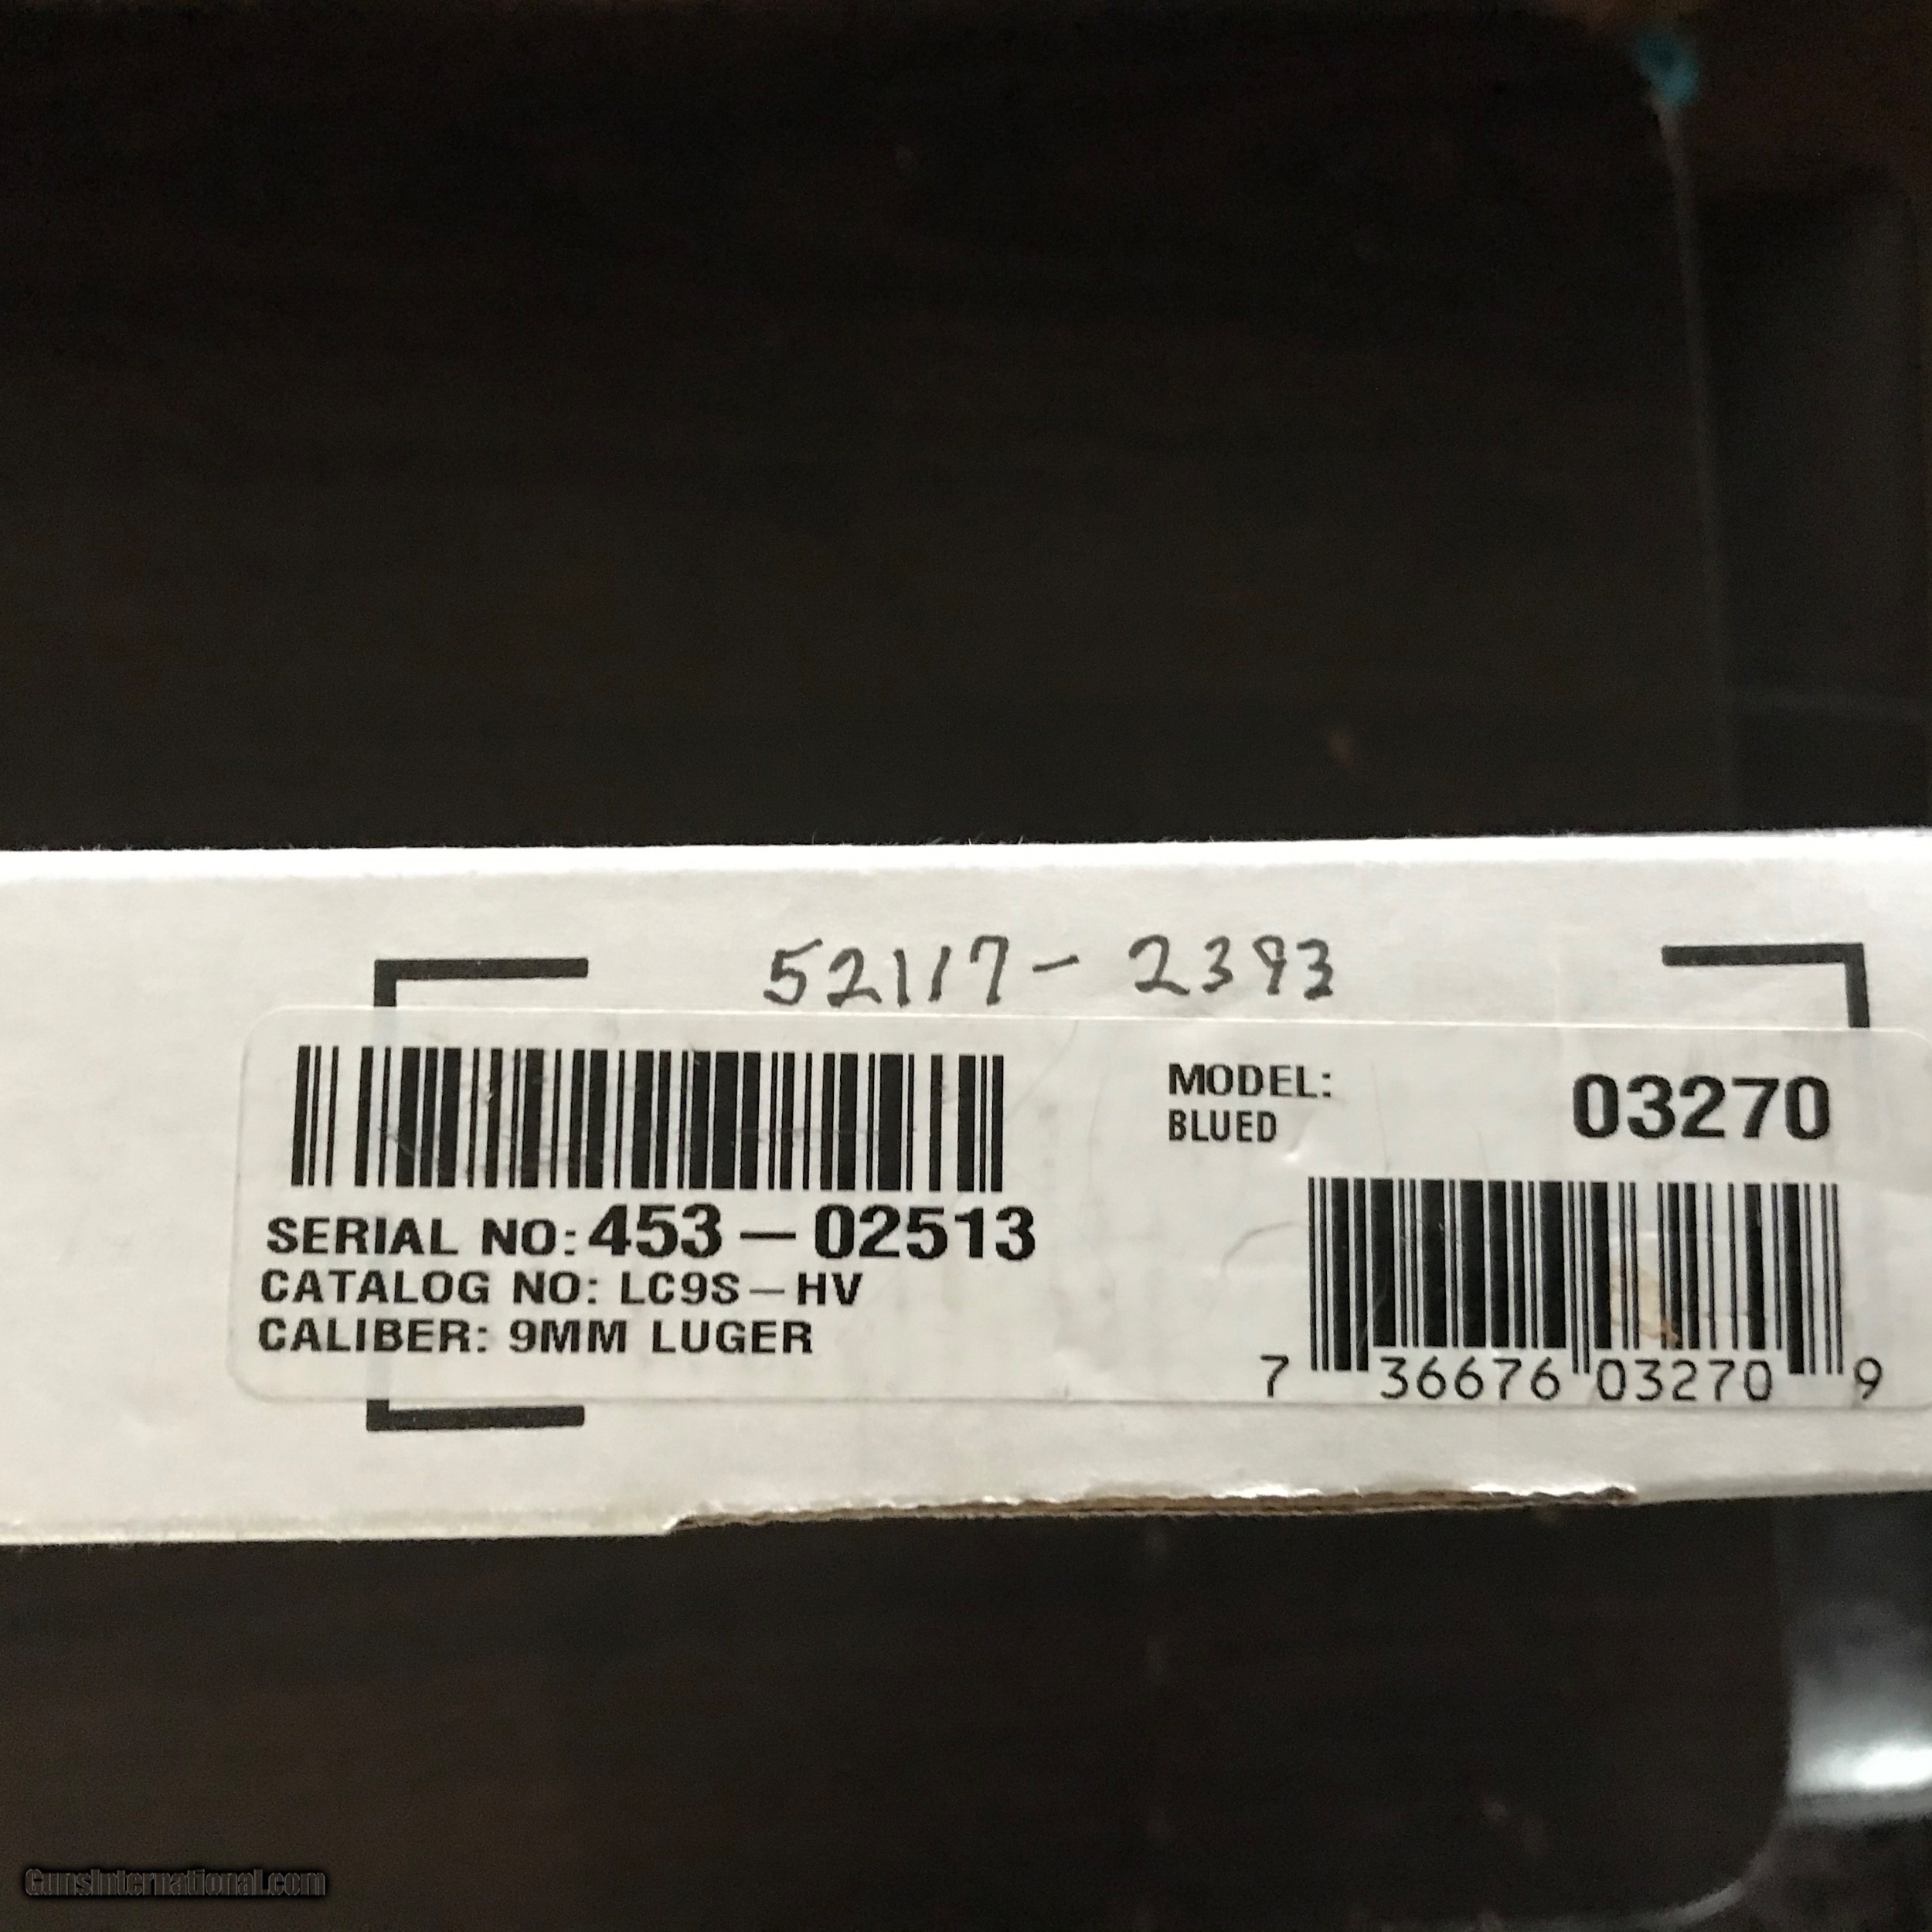 52117 - 2393
MODEL: 03270
BLUED
SERIAL NO: 453-02513
CATALOG NO: LC9S-HV
CALIBER: 9MM LUGER
7 36676 03270 9
GunsInternational.com